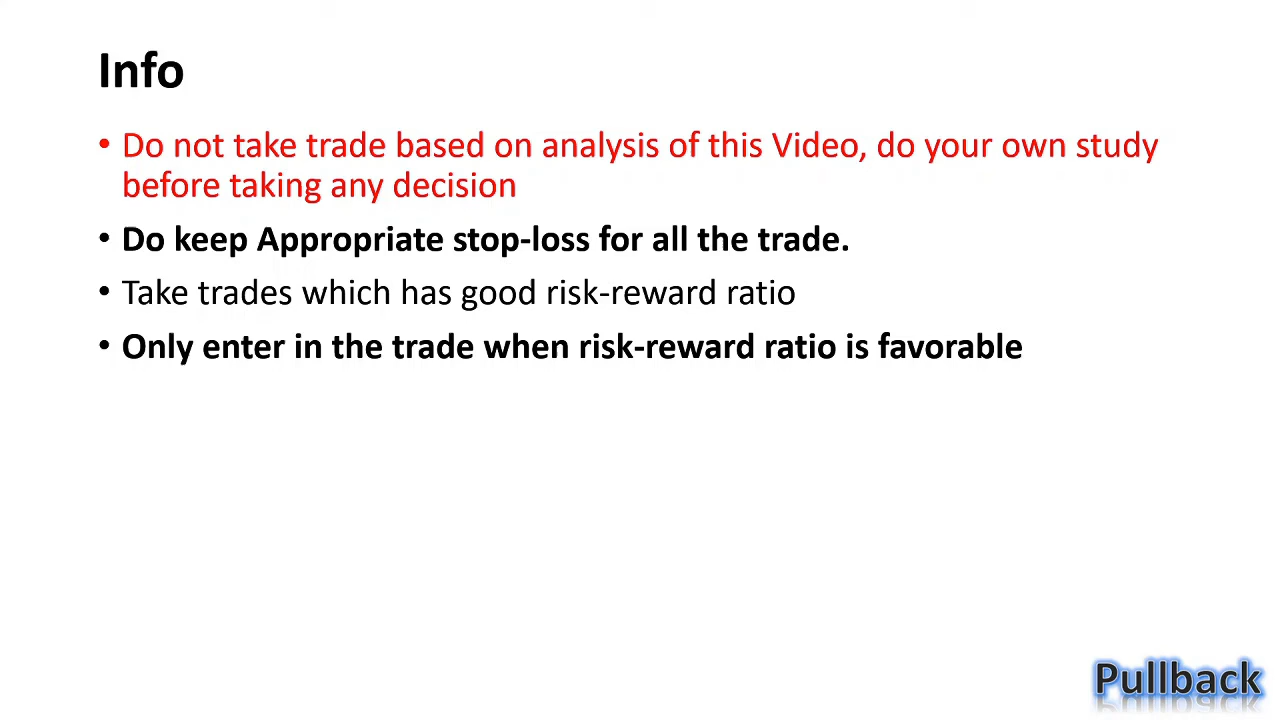 Info
• Do not take trade based on analysis of this Video, do your own study
before taking any decision
• Do keep Appropriate stop-loss for all the trade.
• Take trades which has good risk-reward ratio
• Only enter in the trade when risk-reward ratio is favorable
Pullback